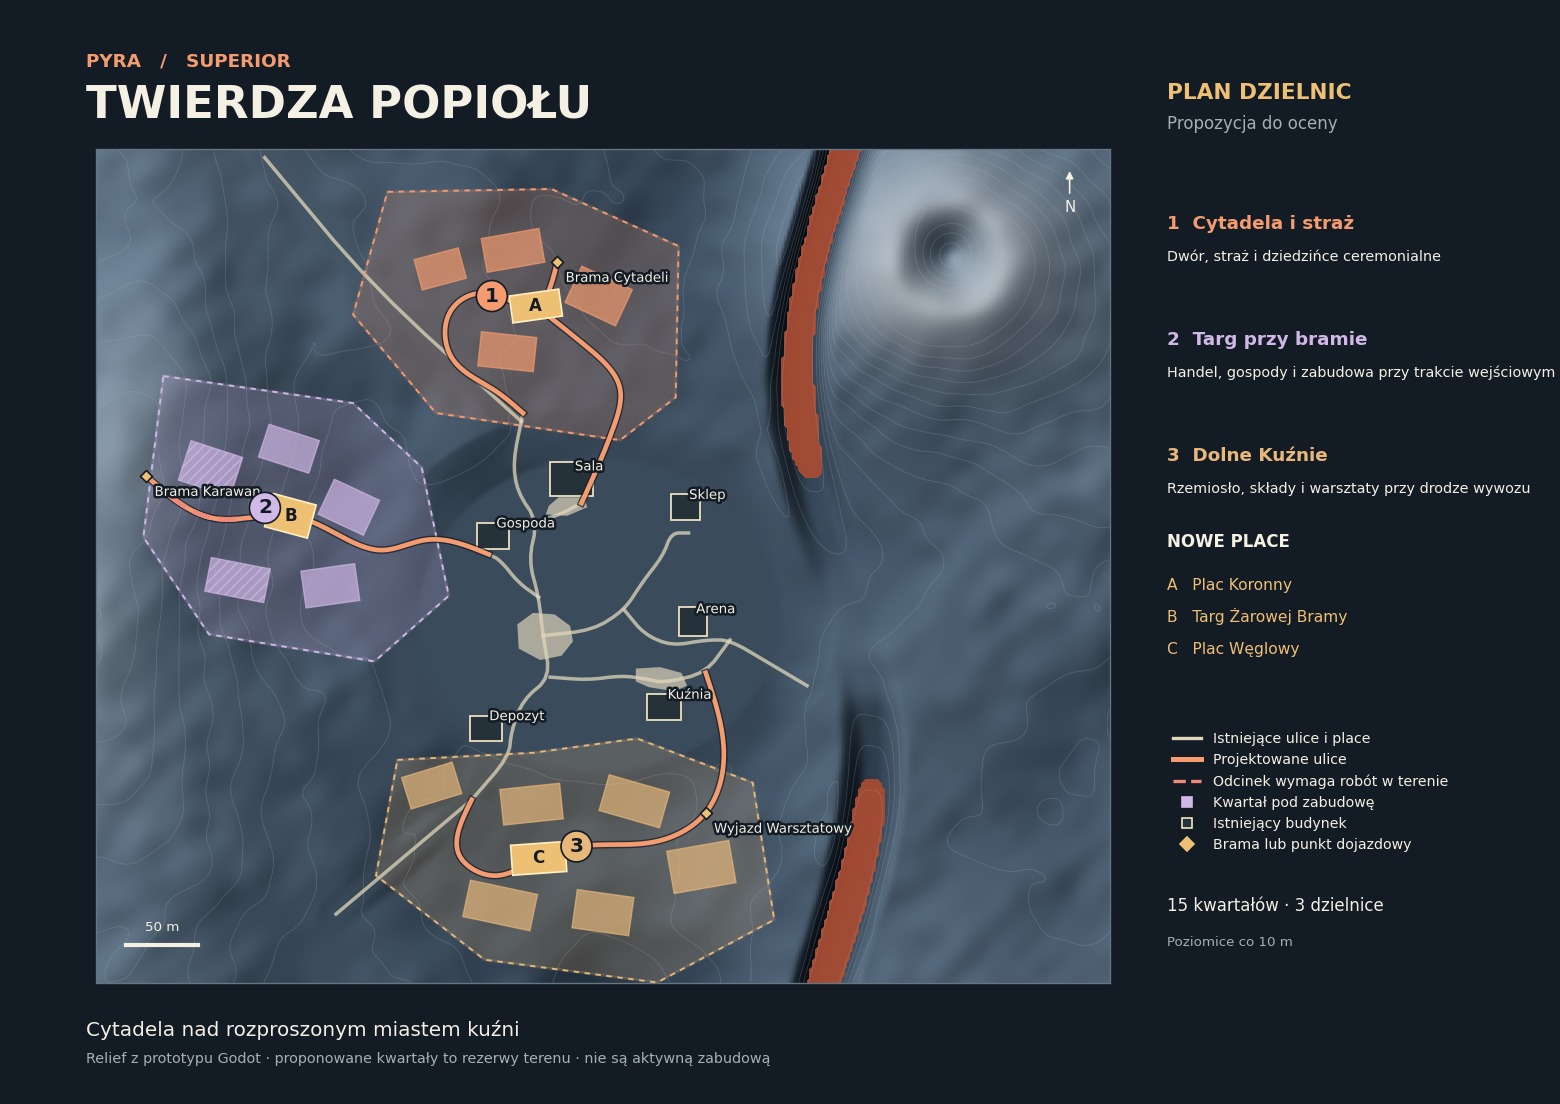 PYRA / SUPERIOR
TWIERDZA POPIOŁU
PLAN DZIELNIC
Propozycja do oceny
N
Brama Cytadeli
1
A
1 Cytadela i straż
Dwór, straż i dziedzińce ceremonialne
2 Targ przy bramie
Handel, gospody i zabudowa przy trakcie wejściowym
3 Dolne Kuźnie
Rzemiosło, składy i warsztaty przy drodze wywozu
Sala
Brama Karawan
Sklep
2
B
Gospoda
Arena
Kuźnia
Depozyt
Wyjazd Warsztatowy
C
3
50 m
NOWE PLACE
A Plac Koronny
B Targ Żarowej Bramy
C Plac Węglowy
Istniejące ulice i place
Projektowane ulice
Odcinek wymaga robót w terenie
Kwartał pod zabudowę
Istniejący budynek
Brama lub punkt dojazdowy
15 kwartałów · 3 dzielnice
Poziomice co 10 m
Cytadela nad rozproszonym miastem kuźni
Relief z prototypu Godot · proponowane kwartały to rezerwy terenu · nie są aktywną zabudową